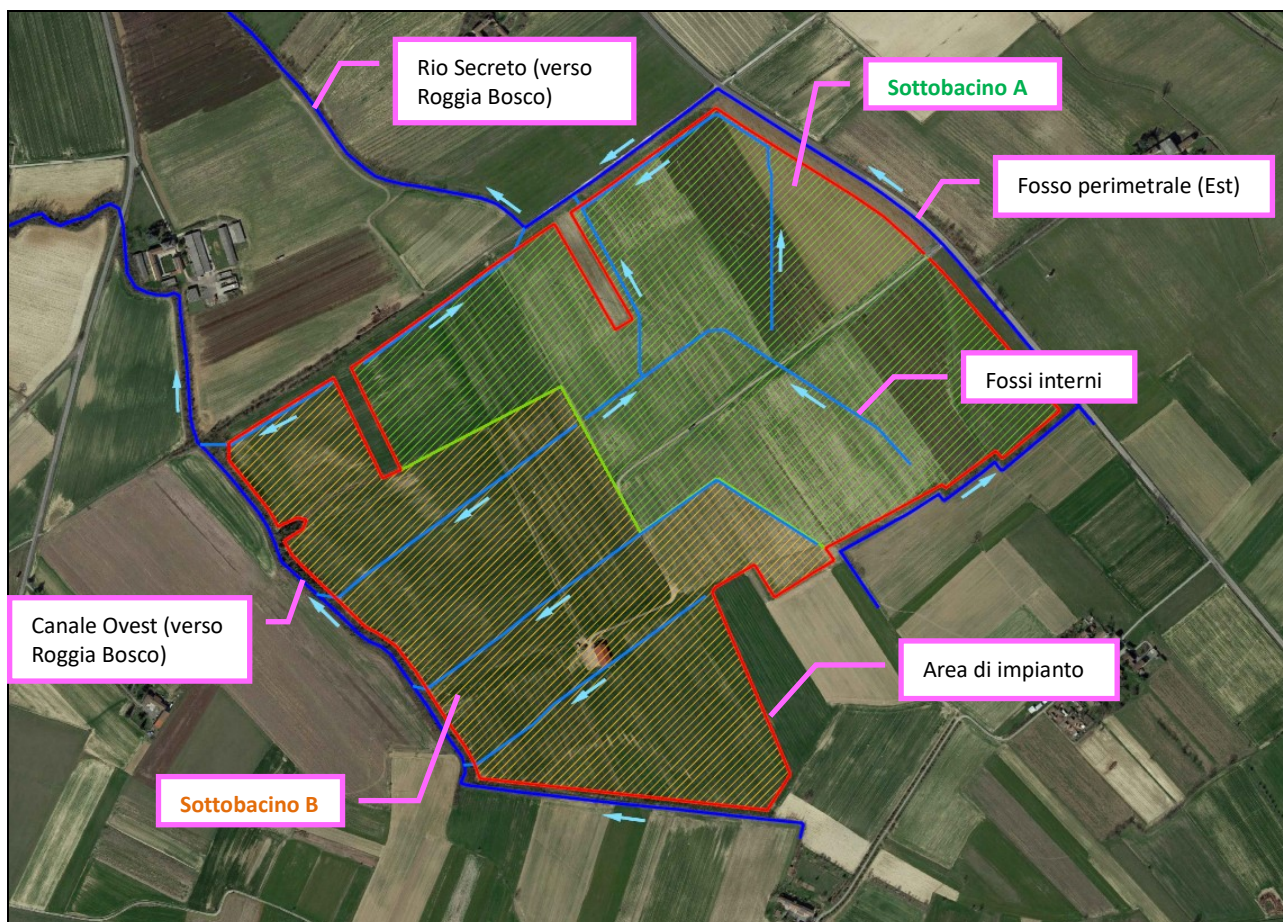 Rio Secreto (verso
Roggia Bosco)
Sottobacino A
Fosso perimetrale (Est)
Fossi interni
Canale Ovest (verso
Roggia Bosco)
Area di impianto
Sottobacino B